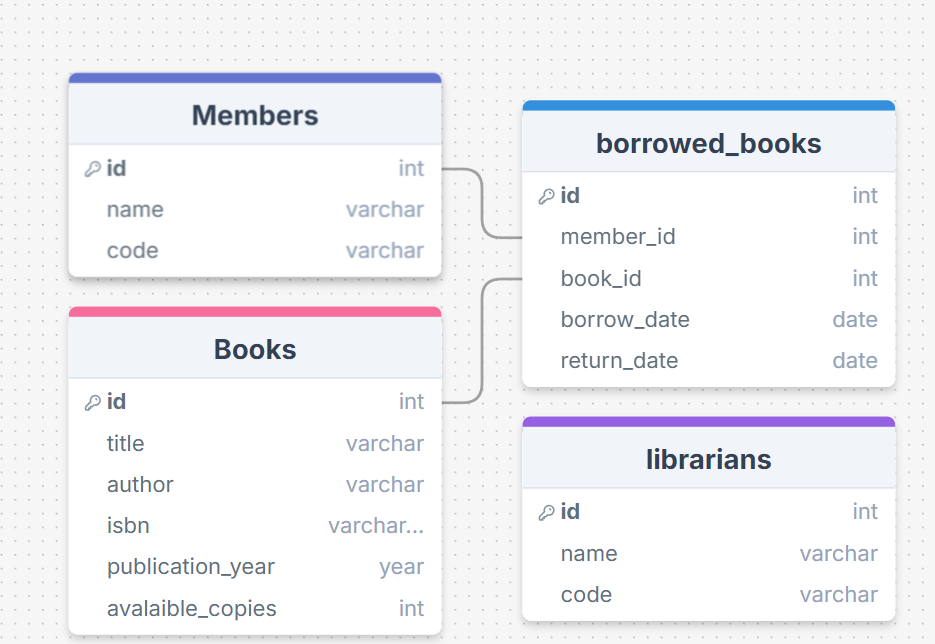 Members
id int
name varchar
code varchar
borrowed_books
id int
member_id int
book_id int
borrow_date date
return_date date
Books
id int
title varchar
author varchar
isbn varchar...
publication_year year
avalaible_copies int
librarians
id int
name varchar
code varchar